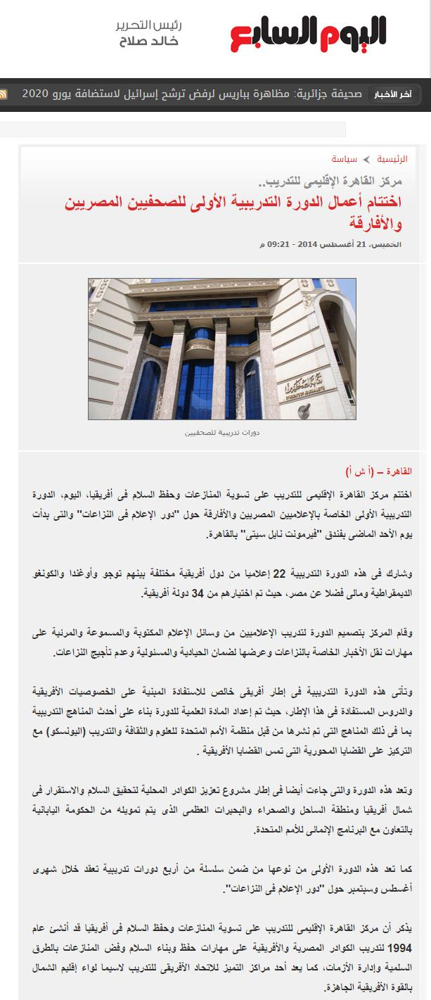 اليوم السابع
رئيس التحرير
خالد صلاح
آخر الأخبار
صحيفة جزائرية: مظاهرة بباريس لرفض ترشح إسرائيل لاستضافة يورو 2020
الرئيسية سياسة
مركز القاهرة الإقليمى للتدريب..
اختتام أعمال الدورة التدريبية الأولى للصحفيين المصريين
والأفارقة
الخميس، 21 أغسطس 2014 - 09:21 م
نقابة الصحفيين
SYNDICATE OF JOURNALISTS
دورات تدريبية للصحفيين
القاهرة – (أ ش أ)
اختتم مركز القاهرة الإقليمى للتدريب على تسوية المنازعات وحفظ السلام فى أفريقيا، اليوم، الدورة
التدريبية الأولى الخاصة بالإعلاميين المصريين والأفارقة حول "دور الإعلام فى النزاعات" والتى بدأت
يوم الأحد الماضى بفندق "فيرمونت نايل سيتى" بالقاهرة.
وشارك فى هذه الدورة التدريبية 22 إعلاميا من دول أفريقية مختلفة بينهم توجو وأوغندا والكونغو
الديمقراطية ومالى فضلا عن مصر، حيث تم اختيارهم من 34 دولة أفريقية.
وقام المركز بتصميم الدورة لتدريب الإعلاميين من وسائل الإعلام المكتوبة والمسموعة والمرئية على
مهارات نقل الأخبار الخاصة بالنزاعات وعرضها لضمان الحيادية والمسئولية وعدم تأجيج النزاعات.
وتأتى هذه الدورة التدريبية فى إطار أفريقى خالص للاستفادة المبنية على الخصوصيات الأفريقية
والدروس المستفادة فى هذا الإطار، حيث تم إعداد المادة العلمية للدورة بناء على أحدث المناهج التدريبية
بما فى ذلك المناهج التى تم نشرها من قبل منظمة الأمم المتحدة للعلوم والثقافة والتدريب (اليونسكو) مع
التركيز على القضايا المحورية التى تمس القضايا الأفريقية .
وتعد هذه الدورة والتى جاءت أيضا فى إطار مشروع تعزيز الكوادر المحلية لتحقيق السلام والاستقرار فى
شمال أفريقيا ومنطقة الساحل والصحراء والبحيرات العظمى الذى يتم تمويله من الحكومة اليابانية
بالتعاون مع البرنامج الإنمائى للأمم المتحدة.
كما تعد هذه الدورة الأولى من نوعها من ضمن سلسلة من أربع دورات تدريبية تعقد خلال شهرى
أغسطس وسبتمبر حول "دور الإعلام فى النزاعات".
يذكر أن مركز القاهرة الإقليمى للتدريب على تسوية المنازعات وحفظ السلام فى أفريقيا قد أنشئ عام
1994 لتدريب الكوادر المصرية والأفريقية على مهارات حفظ وبناء السلام وفض المنازعات بالطرق
السلمية وإدارة الأزمات، كما يعد أحد مراكز التميز للاتحاد الأفريقى للتدريب لاسيما لواء إقليم الشمال
بالقوة الأفريقية الجاهزة.